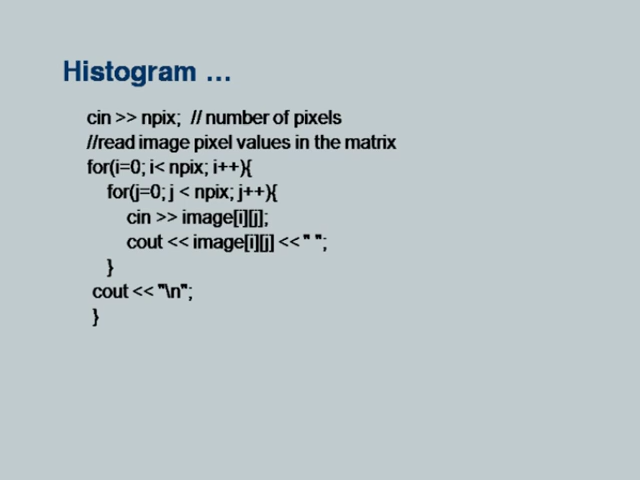 Histogram …
cin >> npix;  // number of pixels
//read image pixel values in the matrix
for(i=0; i< npix; i++){
for(j=0; j < npix; j++){
cin >> image[i][j];
cout << image[i][j] << " ";
}
cout << "\n";
}